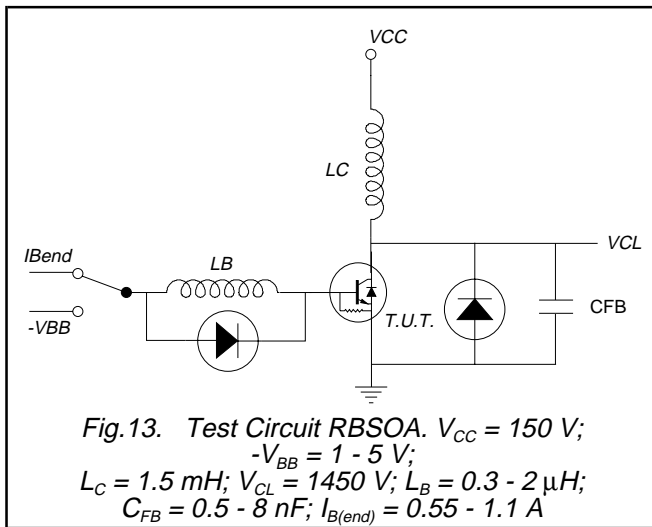 VCC
LC
IBend
LB
VCL
-VBB
T.U.T.
CFB
Fig.13. Test Circuit RBSOA. VCC = 150 V;
-VBB = 1 - 5 V;
LC = 1.5 mH; VCL = 1450 V; LB = 0.3 - 2 μH;
CFB = 0.5 - 8 nF; IB(end) = 0.55 - 1.1 A